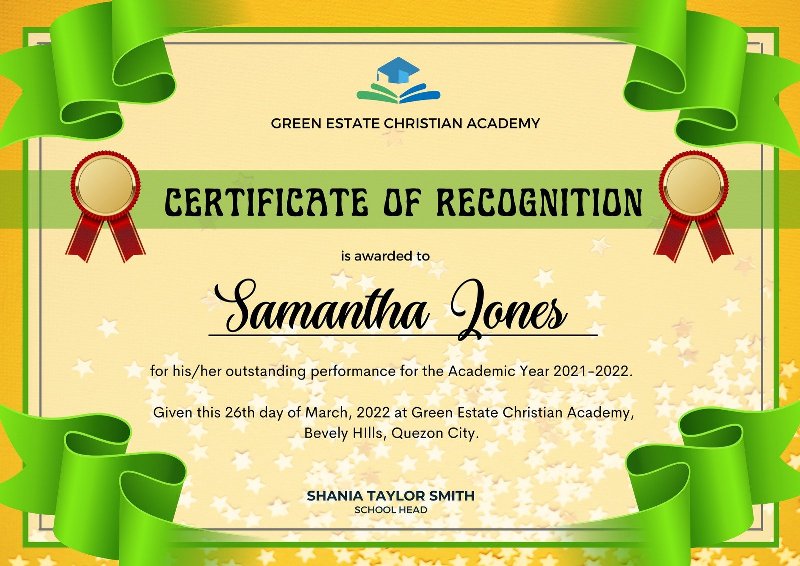 GREEN ESTATE CHRISTIAN ACADEMY
CERTIFICATE OF RECOGNITION
is awarded to
Samantha Jones
for his/her outstanding performance for the Academic Year 2021-2022.
Given this 26th day of March, 2022 at Green Estate Christian Academy,
Bevely HIlls, Quezon City.
SHANIA TAYLOR SMITH
SCHOOL HEAD